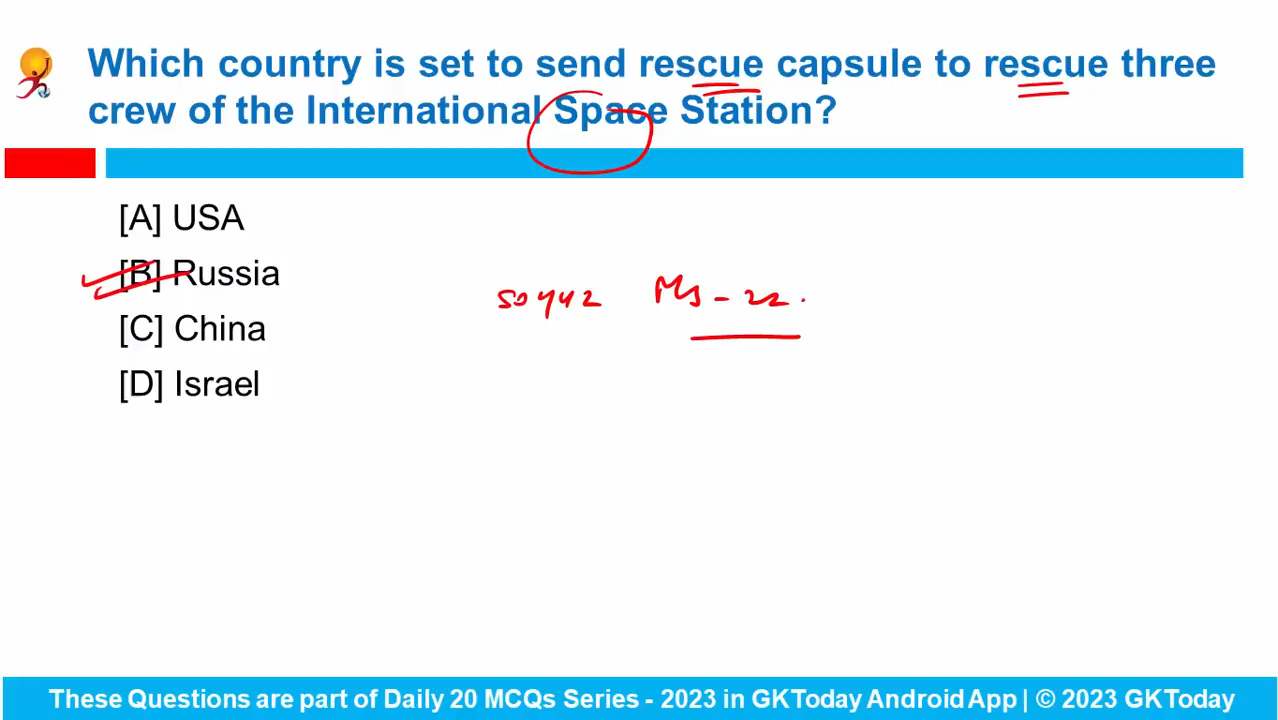 Which country is set to send rescue capsule to rescue three
crew of the International Space Station?
[A] USA
[B] Russia
soyuz MS-22.
[C] China
[D] Israel
These Questions are part of Daily 20 MCQs Series - 2023 in GKToday Android App | © 2023 GKToday